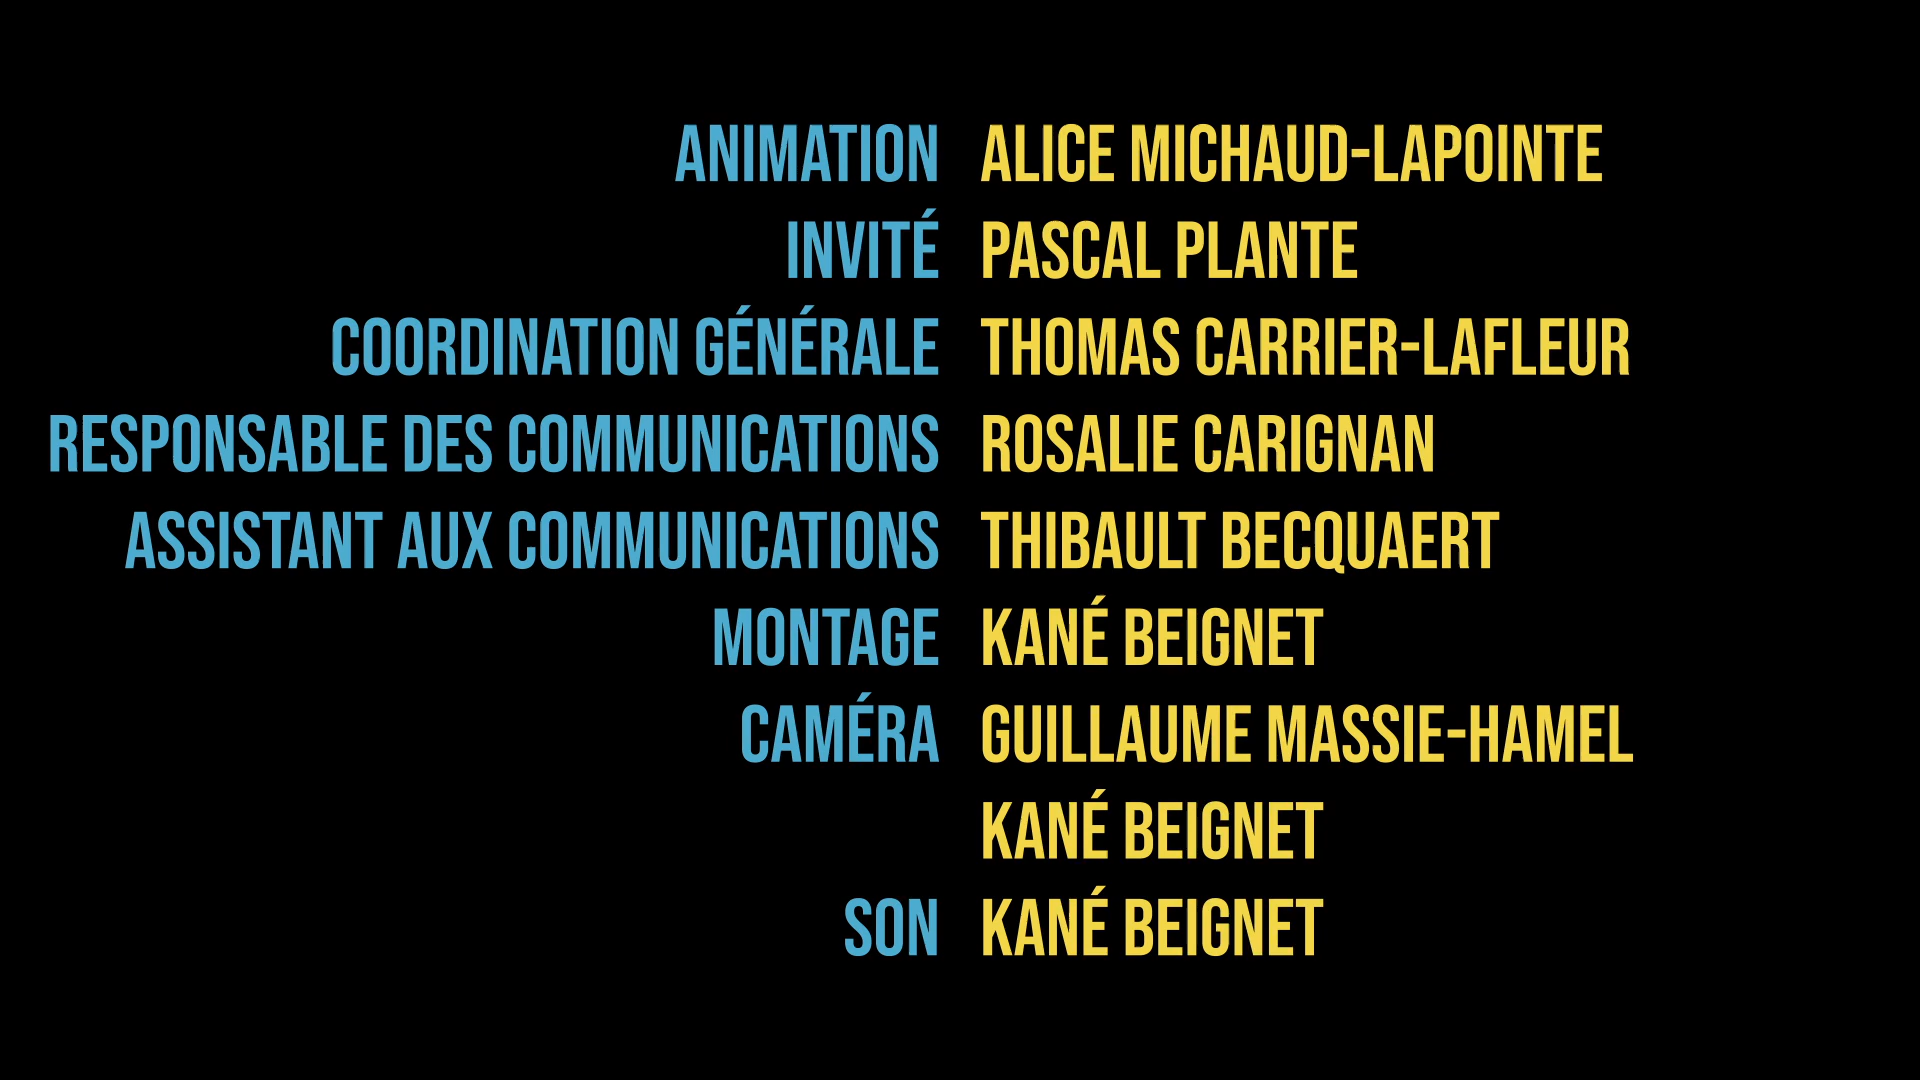 ANIMATION ALICE MICHAUD-LAPOINTE
INVITÉ PASCAL PLANTE
COORDINATION GÉNÉRALE THOMAS CARRIER-LAFLEUR
RESPONSABLE DES COMMUNICATIONS ROSALIE CARIGNAN
ASSISTANT AUX COMMUNICATIONS THIBAULT BECQUAERT
MONTAGE KANÉ BEIGNET
CAMÉRA GUILLAUME MASSIE-HAMEL
KANÉ BEIGNET
SON KANÉ BEIGNET